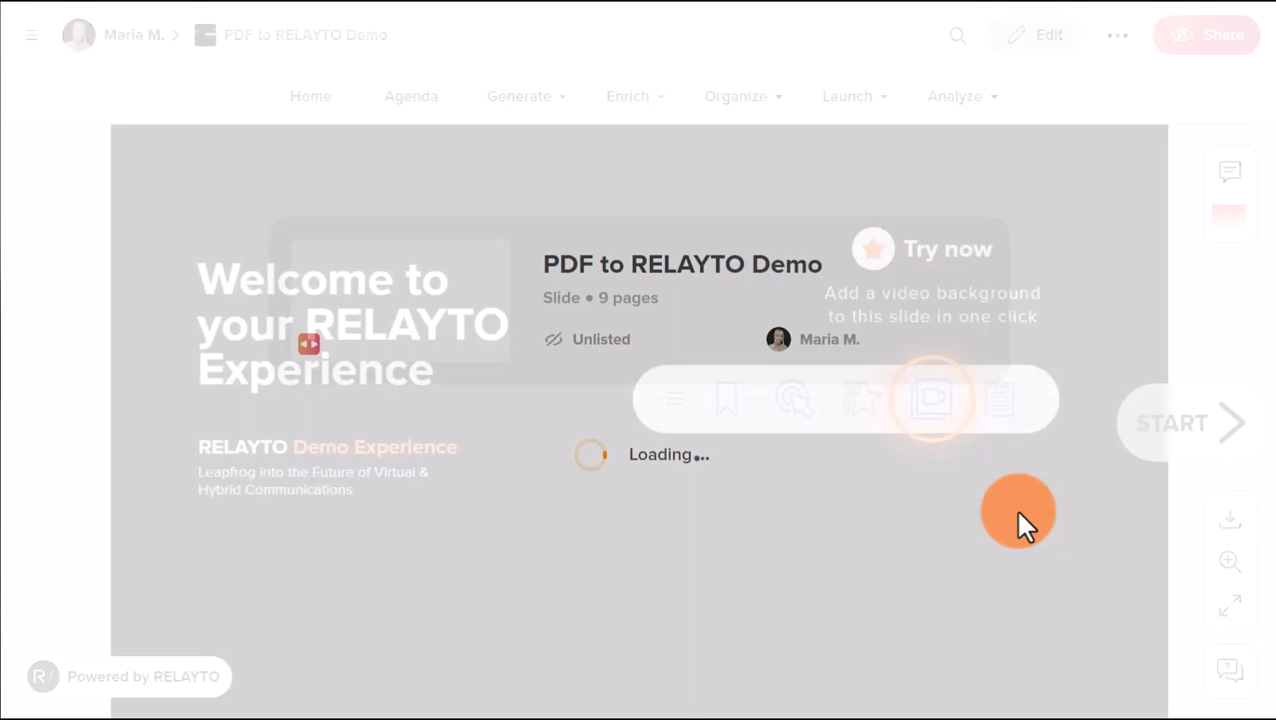 Maria M. > PDF to RELAYTO Demo
Edit
Share
Home Agenda Generate Enrich Organize Launch Analyze
Welcome to
your RELAYTO
Experience
RELAYTO Demo Experience
Leapfrog into the Future of Virtual &
Hybrid Communications
PDF to RELAYTO Demo
Slide • 9 pages
Unlisted
Maria M.
Try now
Add a video background
to this slide in one click
Loading...
START
R/ Powered by RELAYTO